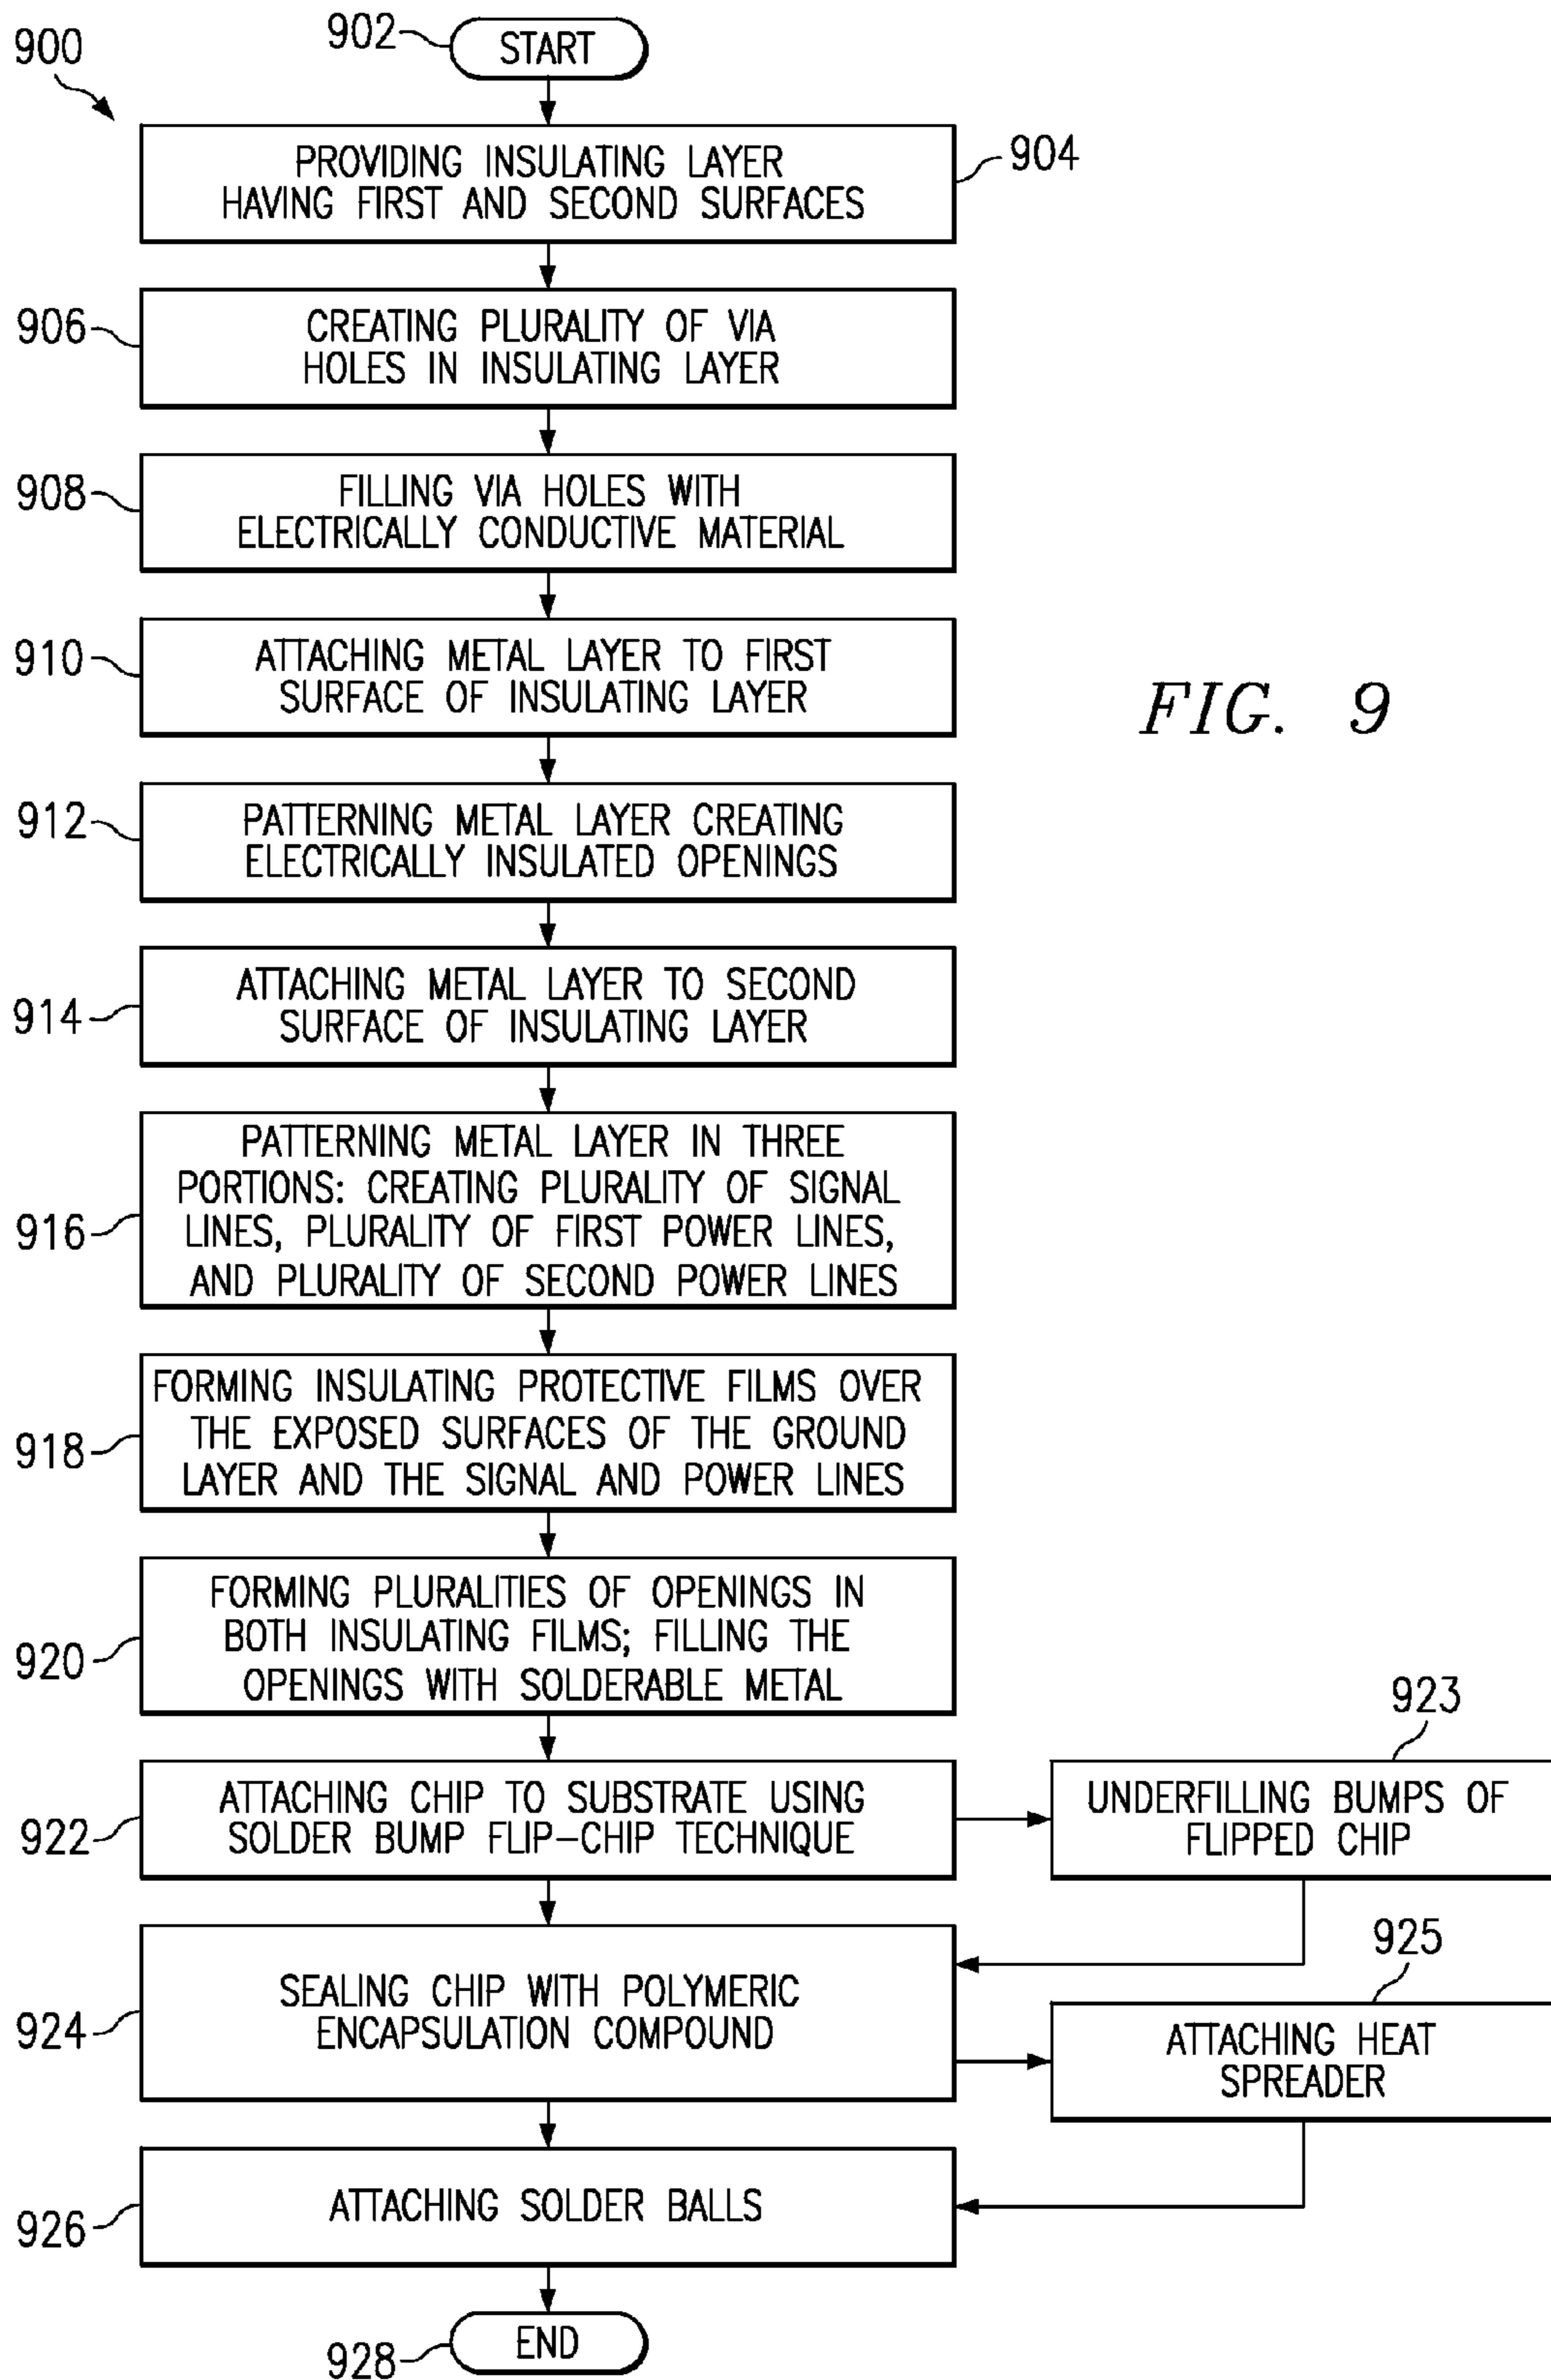 900
902
START
PROVIDING INSULATING LAYER
HAVING FIRST AND SECOND SURFACES
904
906
CREATING PLURALITY OF VIA
HOLES IN INSULATING LAYER
908
FILLING VIA HOLES WITH
ELECTRICALLY CONDUCTIVE MATERIAL
910
ATTACHING METAL LAYER TO FIRST
SURFACE OF INSULATING LAYER
FIG. 9
912
PATTERNING METAL LAYER CREATING
ELECTRICALLY INSULATED OPENINGS
914
ATTACHING METAL LAYER TO SECOND
SURFACE OF INSULATING LAYER
916
PATTERNING METAL LAYER IN THREE
PORTIONS: CREATING PLURALITY OF SIGNAL
LINES, PLURALITY OF FIRST POWER LINES,
AND PLURALITY OF SECOND POWER LINES
918
FORMING INSULATING PROTECTIVE FILMS OVER
THE EXPOSED SURFACES OF THE GROUND
LAYER AND THE SIGNAL AND POWER LINES
920
FORMING PLURALITIES OF OPENINGS IN
BOTH INSULATING FILMS; FILLING THE
OPENINGS WITH SOLDERABLE METAL
922
ATTACHING CHIP TO SUBSTRATE USING
SOLDER BUMP FLIP-CHIP TECHNIQUE
923
UNDERFILLING BUMPS OF
FLIPPED CHIP
924
SEALING CHIP WITH POLYMERIC
ENCAPSULATION COMPOUND
925
ATTACHING HEAT
SPREADER
926
ATTACHING SOLDER BALLS
928
END